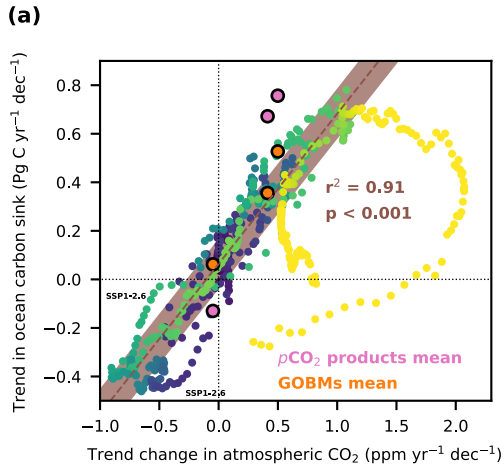 (a)
Trend in ocean carbon sink (Pg C yr⁻¹ dec⁻¹)
0.8
0.6
0.4
0.2
0.0
−0.2
−0.4
r² = 0.91
p < 0.001
SSP1-2.6
pCO₂ products mean
GOBMs mean
SSP1-2.6
−1.0 −0.5 0.0 0.5 1.0 1.5 2.0
Trend change in atmospheric CO₂ (ppm yr⁻¹ dec⁻¹)